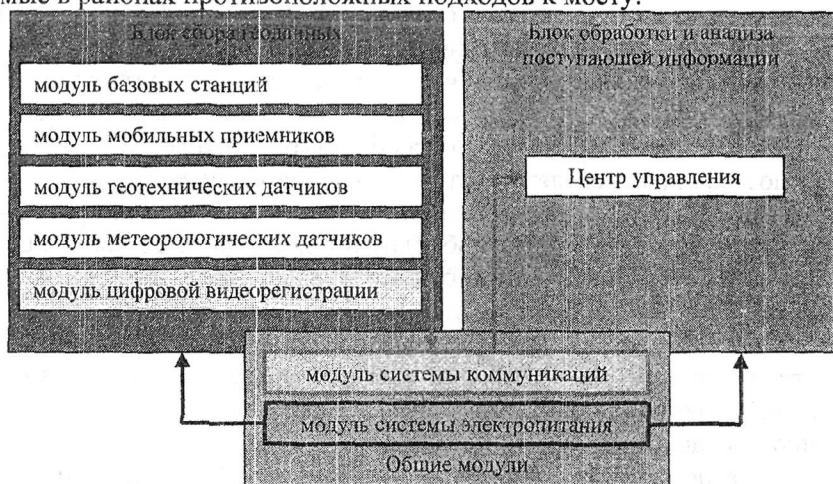 мые в районах противоположных подходов к мосту.
Блок сбора геоданных
модуль базовых станций
модуль мобильных приемников
модуль геотехнических датчиков
модуль метеорологических датчиков
модуль цифровой видеорегистрации
Блок обработки и анализа
поступающей информации
Центр управления
модуль системы коммуникаций
модуль системы электропитания
Общие модули